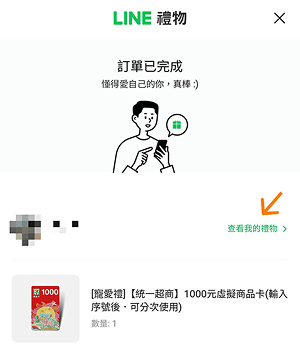 LINE 禮物
訂單已完成
懂得愛自己的你，真棒 :)
查看我的禮物
1000
[寵愛禮]【統一超商】1000元虛擬商品卡(輸入
序號後．可分次使用)
數量: 1